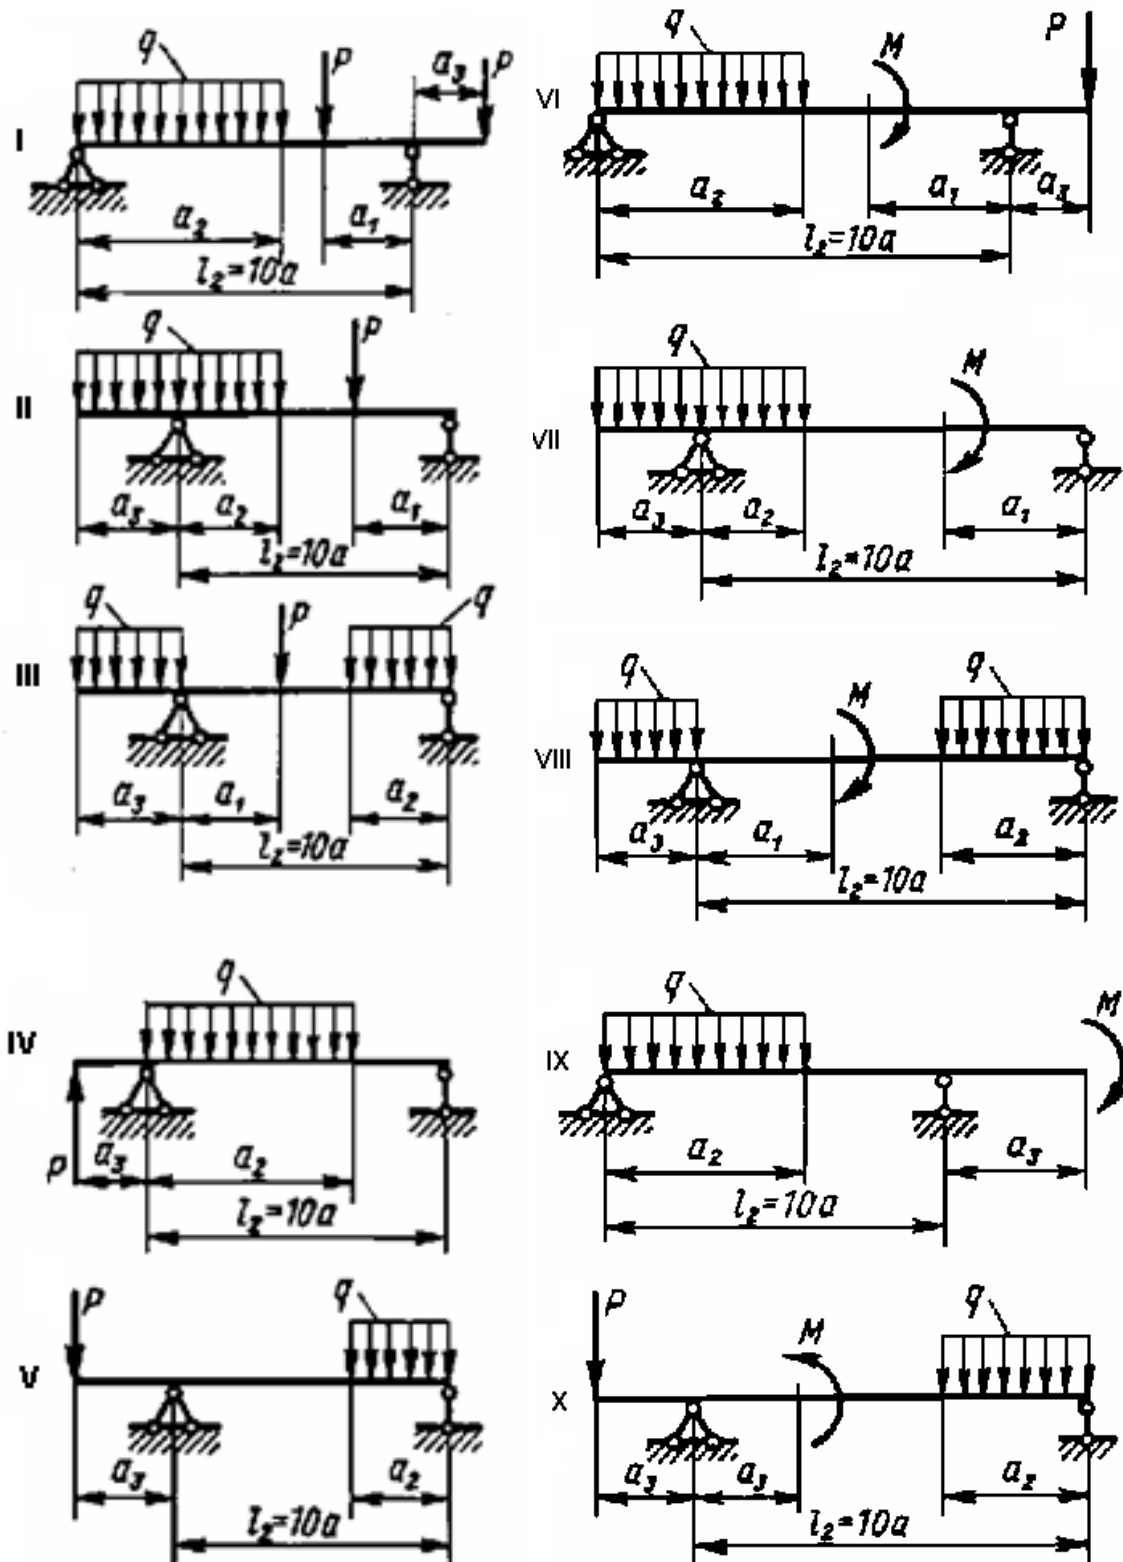 I
q
P
a₃
P
a₂
a₁
l₂=10a
II
q
P
a₃
a₂
a₁
l₂=10a
III
q
P
q
a₃
a₁
a₂
l₂=10a
IV
q
P
a₃
a₂
l₂=10a
V
P
q
a₃
a₂
l₂=10a
VI
q
M
P
a₂
a₁
a₃
l₂=10a
VII
q
M
a₃
a₂
a₁
l₂=10a
VIII
q
M
q
a₃
a₁
a₂
l₂=10a
IX
q
M
a₂
a₃
l₂=10a
X
P
M
q
a₃
a₃
a₂
l₂=10a